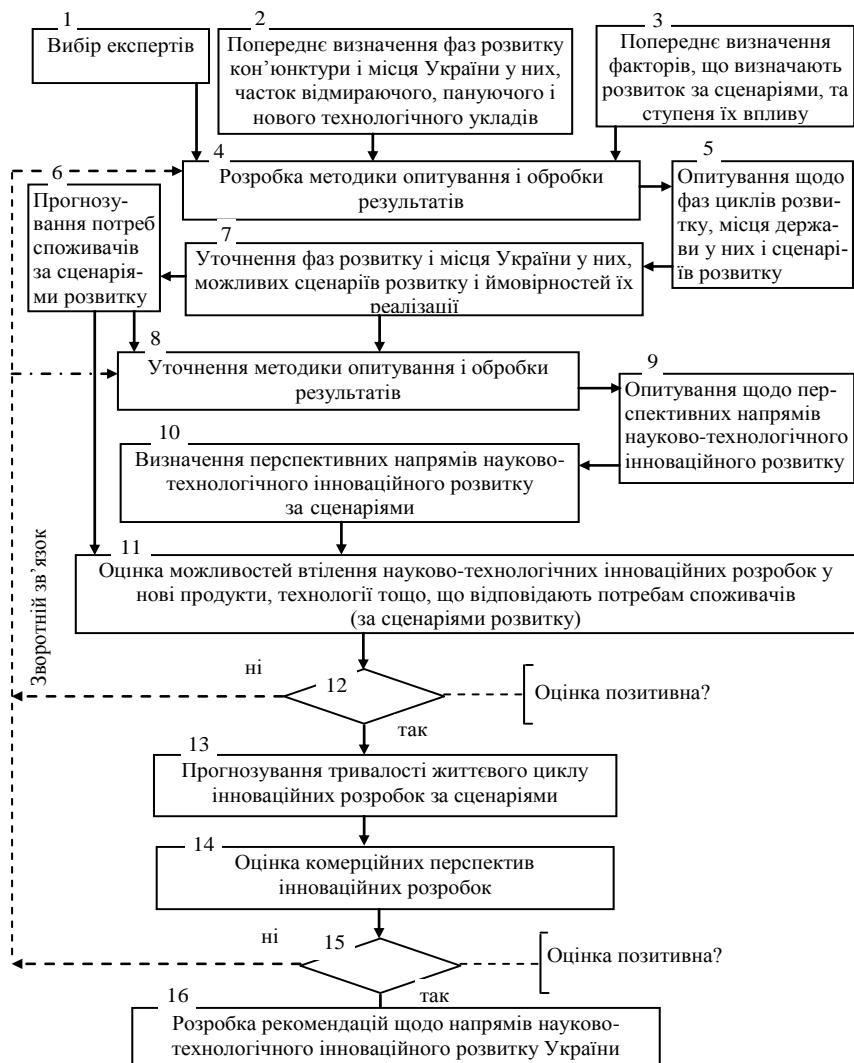 1
Вибір експертів
2
Попереднє визначення фаз розвитку
кон’юнктури і місця України у них,
часток відмираючого, пануючого і
нового технологічного укладів
3
Попереднє визначення
факторів, що визначають
розвиток за сценаріями, та
ступеня їх впливу
4
Розробка методики опитування і обробки
результатів
5
Опитування щодо
фаз циклів розви-
тку, місця держа-
ви у них і сценарі-
їв розвитку
6
Прогнозу-
вання потреб
споживачів
за сценарія-
ми розвитку
7
Уточнення фаз розвитку і місця України у них,
можливих сценаріїв розвитку і ймовірностей їх
реалізації
8
Уточнення методики опитування і обробки
результатів
9
Опитування щодо пер-
спективних напрямів
науково-технологічного
інноваційного розвитку
10
Визначення перспективних напрямів науково-
технологічного інноваційного розвитку
за сценаріями
Зворотній зв’язок
11
Оцінка можливостей втілення науково-технологічних інноваційних розробок у
нові продукти, технології тощо, що відповідають потребам споживачів
(за сценаріями розвитку)
ні
12
Оцінка позитивна?
так
13
Прогнозування тривалості життєвого циклу
інноваційних розробок за сценаріями
14
Оцінка комерційних перспектив
інноваційних розробок
ні
15
Оцінка позитивна?
так
16
Розробка рекомендацій щодо напрямів науково-
технологічного інноваційного розвитку України